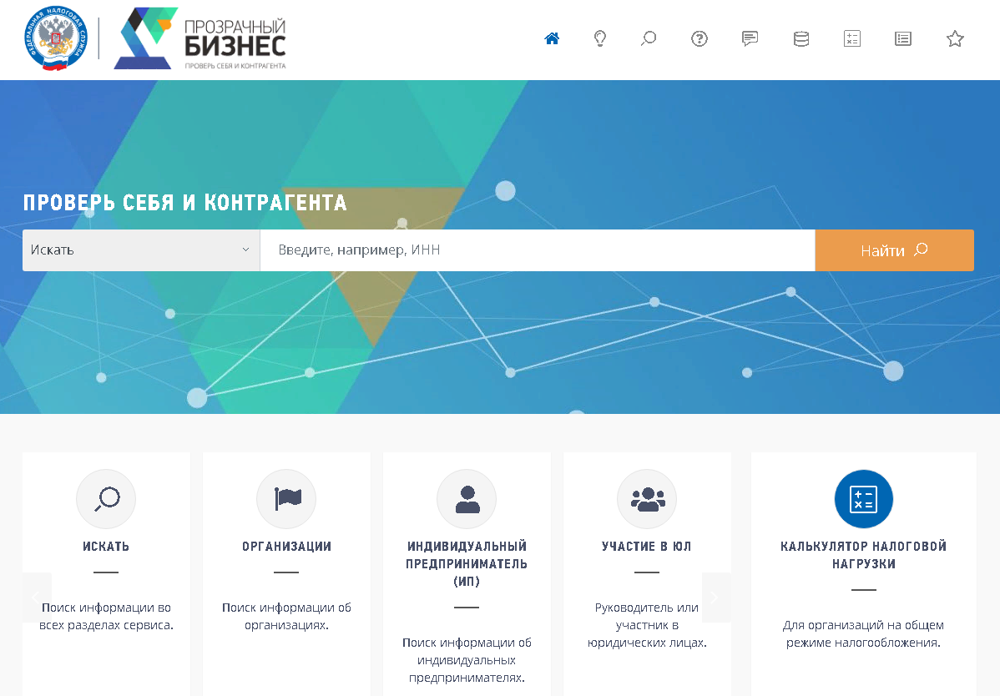 ФЕДЕРАЛЬНАЯ НАЛОГОВАЯ СЛУЖБА
ПРОЗРАЧНЫЙ
БИЗНЕС
ПРОВЕРЬ СЕБЯ И КОНТРАГЕНТА
ПРОВЕРЬ СЕБЯ И КОНТРАГЕНТА
Искать
Введите, например, ИНН
Найти
ИСКАТЬ
Поиск информации во
всех разделах сервиса.
ОРГАНИЗАЦИИ
Поиск информации об
организациях.
ИНДИВИДУАЛЬНЫЙ
ПРЕДПРИНИМАТЕЛЬ
(ИП)
Поиск информации об
индивидуальных
предпринимателях.
УЧАСТИЕ В ЮЛ
Руководитель или
участник в
юридических лицах.
КАЛЬКУЛЯТОР НАЛОГОВОЙ
НАГРУЗКИ
Для организаций на общем
режиме налогообложения.